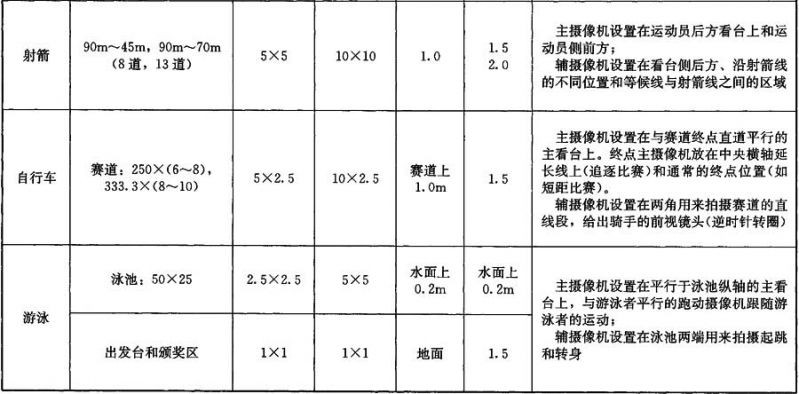 射箭
90m～45m，90m～70m
（8道，13道）
5×5
10×10
1.0
1.5
2.0
主摄像机设置在运动员后方看台上和运
动员侧前方；
辅摄像机设置在看台侧后方、沿射箭线
的不同位置和等候线与射箭线之间的区域
自行车
赛道：250×(6～8)，
333.3×(8～10)
5×2.5
10×2.5
赛道上
1.0m
1.5
主摄像机设置在与赛道终点直道平行的
主看台上。终点主摄像机放在中央横轴延
长线上(追逐比赛)和通常的终点位置(如
短距比赛)。
辅摄像机设置在两角用来拍摄赛道的直
线段，给出骑手的前视镜头(逆时针转圈)
游泳
泳池：50×25
2.5×2.5
5×5
水面上
0.2m
水面上
0.2m
出发台和颁奖区
1×1
1×1
地面
1.5
主摄像机设置在平行于泳池纵轴的主看
台上，与游泳者平行的跑动摄像机跟随游
泳者的运动；
辅摄像机设置在泳池两端用来拍摄起跳
和转身